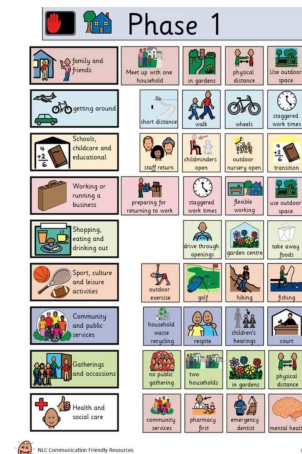 Phase 1
family and friends
Meet up with one household
in gardens
physical distance
Use outdoor space
getting around
short distance
walk
wheels
staggered work times
Schools, childcare and educational
staff return
childminders open
outdoor nursery open
transition
Working or running a business
preparing for returning to work
staggered work times
flexible working
use outdoor space
Shopping, eating and drinking out
drive through openings
garden centre
take away foods
Sport, culture and leisure activities
outdoor exercise
golf
hiking
fishing
Community and public services
household waste recycling
respite
children's hearings
court
Gatherings and occassions
no public gathering
two households
in gardens
physical distance
Health and social care
community services
pharmacy first
emergency dentist
mental health
NLC Communication Friendly Resources